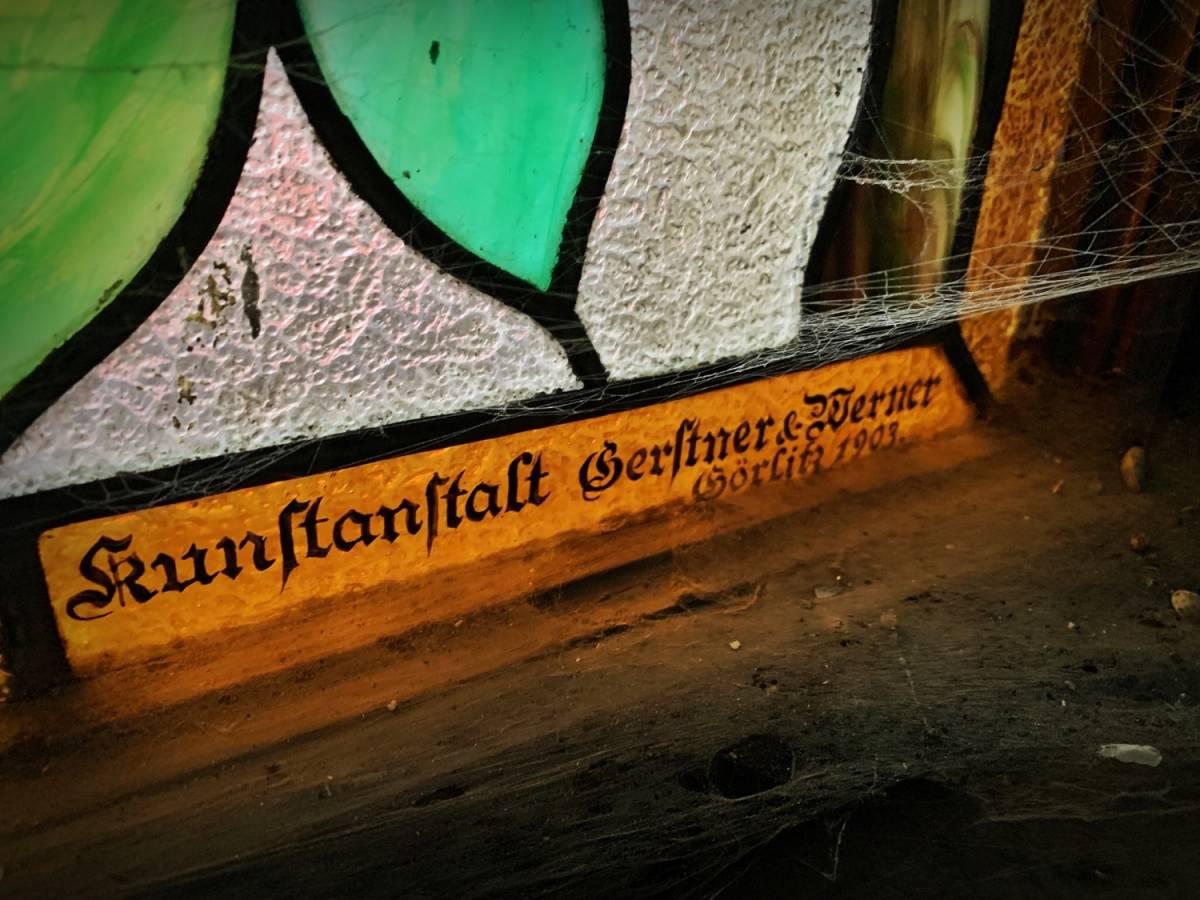 Kunſtanſtalt Gerſtner & Werner
Görlitz 1903.